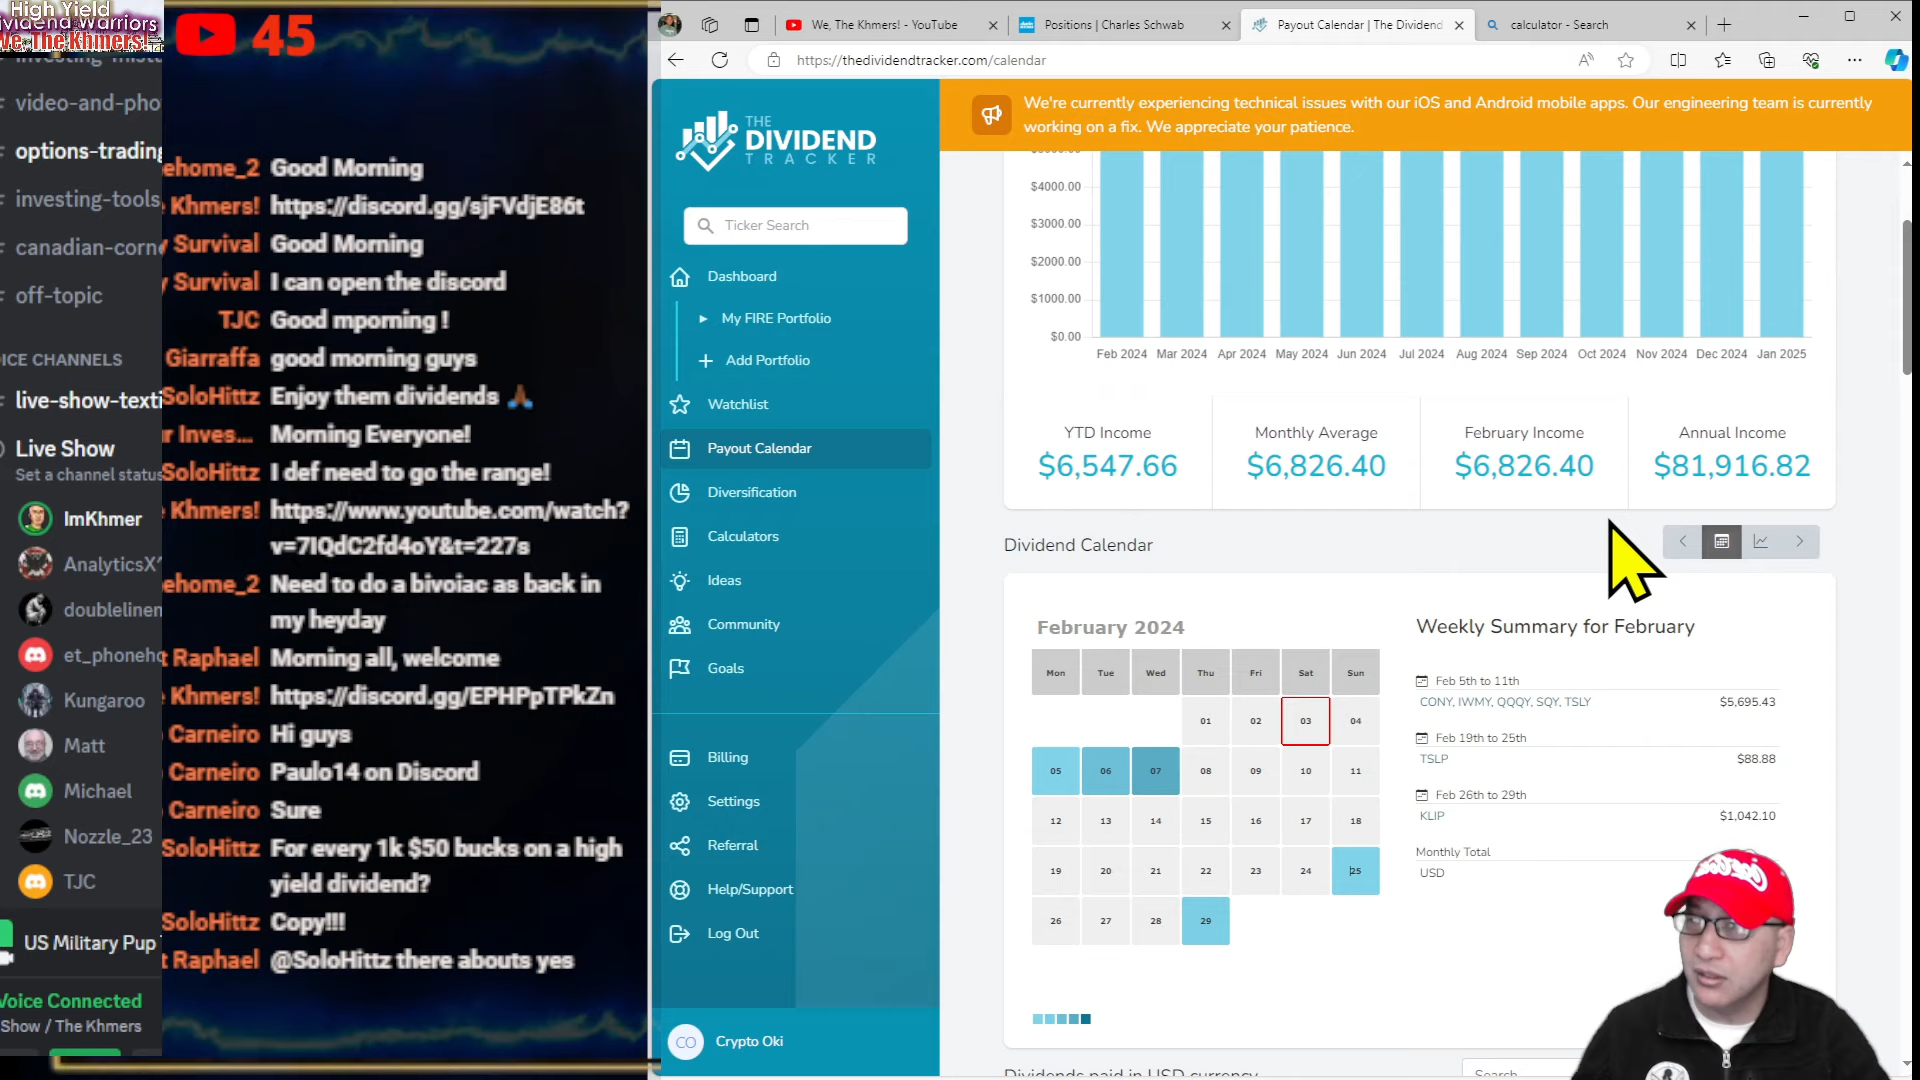 High Yield
Dividend Warriors
We, The Khmers!
45
video-and-pho
options-trading
investing-tools
canadian-corne
off-topic
VOICE CHANNELS
live-show-texti
Live Show
Set a channel status
ImKhmer
AnalyticsX
doublelinen
et_phoneho
Kungaroo
Matt
Michael
Nozzle_23
TJC
US Military Pup
Voice Connected
Show / The Khmers
ehome_2 Good Morning
Khmers! https://discord.gg/sjFVdjE86t
Survival Good Morning
Survival I can open the discord
TJC Good mporning !
Giarraffa good morning guys
SoloHittz Enjoy them dividends 🙏🏾
r Inves... Morning Everyone!
SoloHittz I def need to go the range!
Khmers! https://www.youtube.com/watch?
v=7IQdC2fd4oY&t=227s
ehome_2 Need to do a bivoiac as back in
my heyday
t Raphael Morning all, welcome
Khmers! https://discord.gg/EPHPpTPkZn
Carneiro Hi guys
Carneiro Paulo14 on Discord
Carneiro Sure
SoloHittz For every 1k $50 bucks on a high
yield dividend?
SoloHittz Copy!!!
t Raphael @SoloHittz there abouts yes
We, The Khmers! - YouTube
Positions | Charles Schwab
Payout Calendar | The Dividend
calculator - Search
https://thedividendtracker.com/calendar
THE
DIVIDEND
TRACKER
Ticker Search
Dashboard
My FIRE Portfolio
Add Portfolio
Watchlist
Payout Calendar
Diversification
Calculators
Ideas
Community
Goals
Billing
Settings
Referral
Help/Support
Log Out
CO Crypto Oki
We're currently experiencing technical issues with our iOS and Android mobile apps. Our engineering team is currently
working on a fix. We appreciate your patience.
$4000.00
$3000.00
$2000.00
$1000.00
$0.00
Feb 2024 Mar 2024 Apr 2024 May 2024 Jun 2024 Jul 2024 Aug 2024 Sep 2024 Oct 2024 Nov 2024 Dec 2024 Jan 2025
YTD Income Monthly Average February Income Annual Income
$6,547.66 $6,826.40 $6,826.40 $81,916.82
Dividend Calendar
February 2024
Mon Tue Wed Thu Fri Sat Sun
01 02 03 04
05 06 07 08 09 10 11
12 13 14 15 16 17 18
19 20 21 22 23 24 25
26 27 28 29
Weekly Summary for February
Feb 5th to 11th
CONY, IWMY, QQQY, SQY, TSLY $5,695.43
Feb 19th to 25th
TSLP $88.88
Feb 26th to 29th
KLIP $1,042.10
Monthly Total
USD
Dividends paid in USD currency
Search